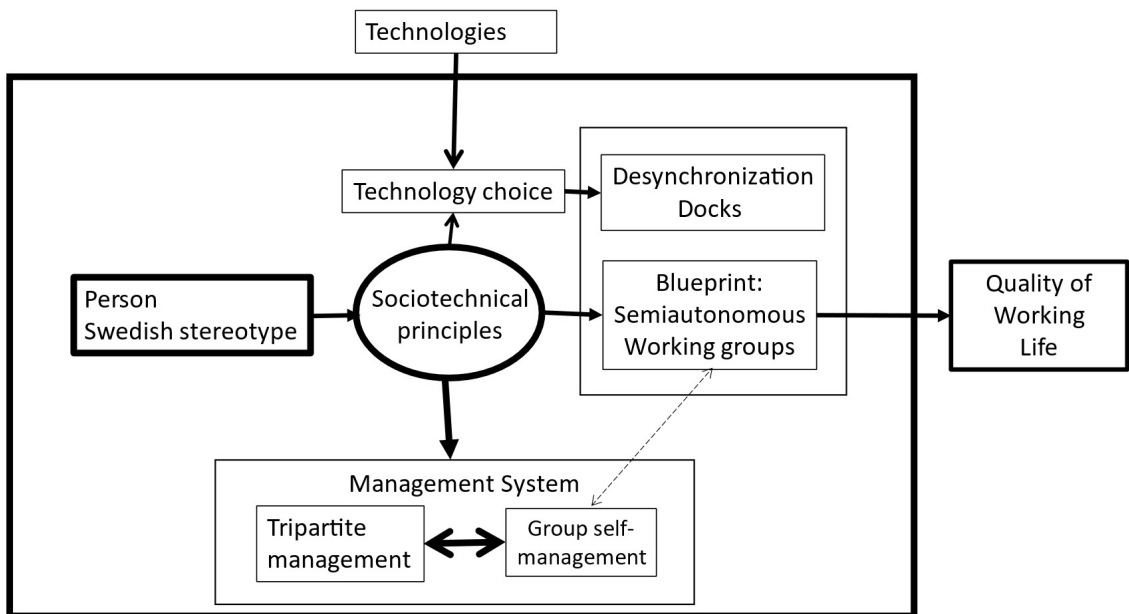 Technologies
Technology choice
Desynchronization
Docks
Person
Swedish stereotype
Sociotechnical
principles
Blueprint:
Semiautonomous
Working groups
Quality of
Working
Life
Management System
Tripartite
management
Group self-
management